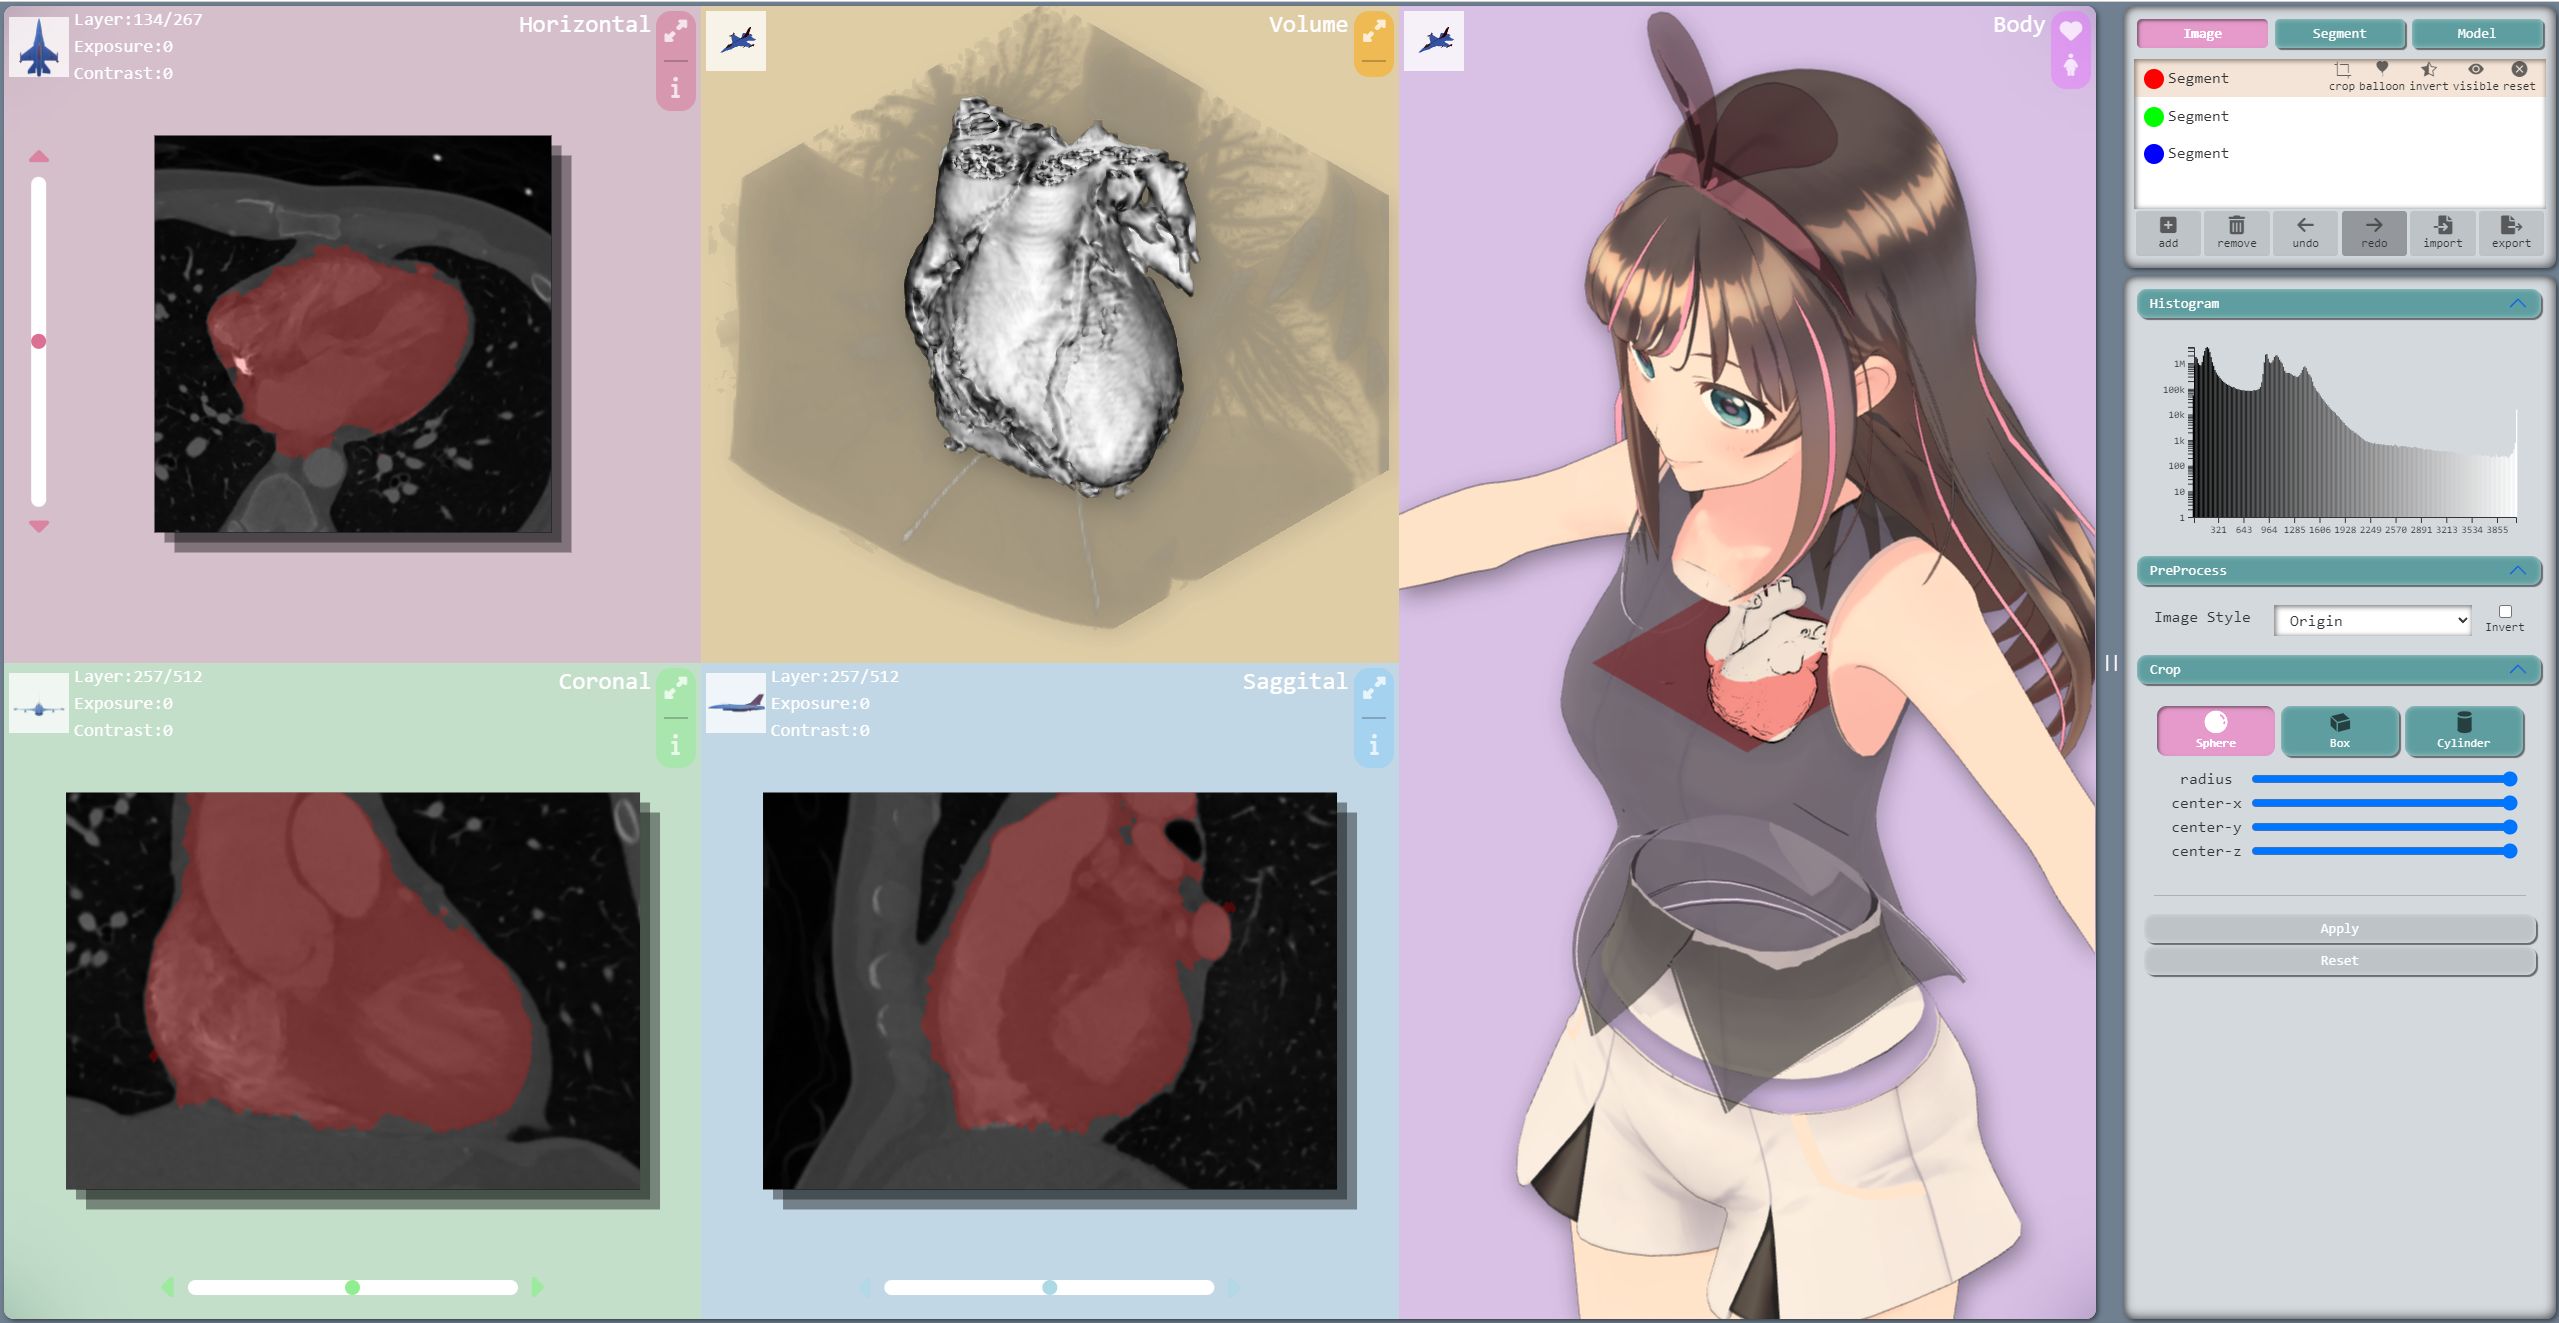 Layer:134/267
Exposure:0
Contrast:0
Horizontal
i
Volume
Body
Layer:257/512
Exposure:0
Contrast:0
Coronal
i
Layer:257/512
Exposure:0
Contrast:0
Saggital
i
Image Segment Model
Segment
crop balloon invert visible reset
Segment
Segment
add remove undo redo import export
Histogram
1M
100k
10k
1k
100
10
1
321 643 964 1285 1606 1928 2249 2570 2891 3213 3534 3855
PreProcess
Image Style Origin Invert
Crop
Sphere Box Cylinder
radius
center-x
center-y
center-z
Apply
Reset